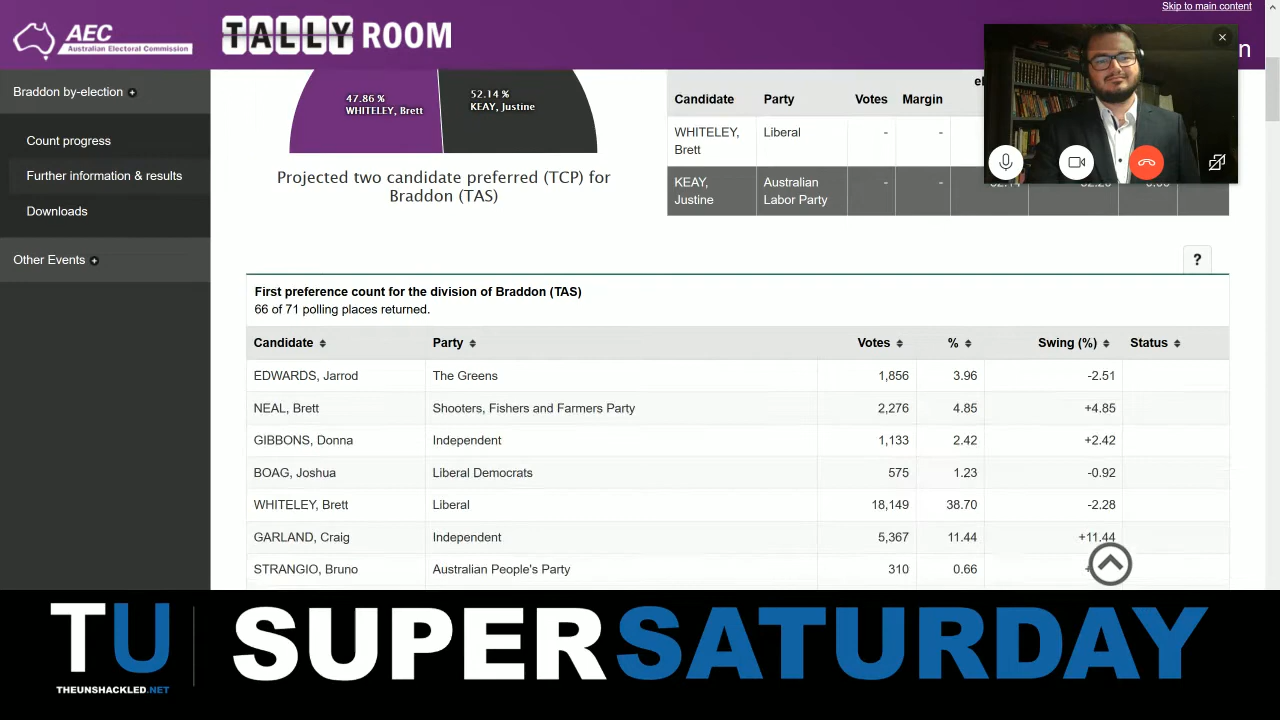 Skip to main content
AEC
Australian Electoral Commission
TALLY ROOM
n
Braddon by-election
Count progress
Further information & results
Downloads
Other Events
47.86 %
WHITELEY, Brett
52.14 %
KEAY, Justine
Projected two candidate preferred (TCP) for
Braddon (TAS)
Candidate Party Votes Margin
WHITELEY, Brett Liberal - -
KEAY, Justine Australian Labor Party - -
?
First preference count for the division of Braddon (TAS)
66 of 71 polling places returned.
Candidate Party Votes % Swing (%) Status
EDWARDS, Jarrod The Greens 1,856 3.96 -2.51
NEAL, Brett Shooters, Fishers and Farmers Party 2,276 4.85 +4.85
GIBBONS, Donna Independent 1,133 2.42 +2.42
BOAG, Joshua Liberal Democrats 575 1.23 -0.92
WHITELEY, Brett Liberal 18,149 38.70 -2.28
GARLAND, Craig Independent 5,367 11.44 +11.44
STRANGIO, Bruno Australian People's Party 310 0.66
TU SUPERSATURDAY
THEUNSHACKLED.NET